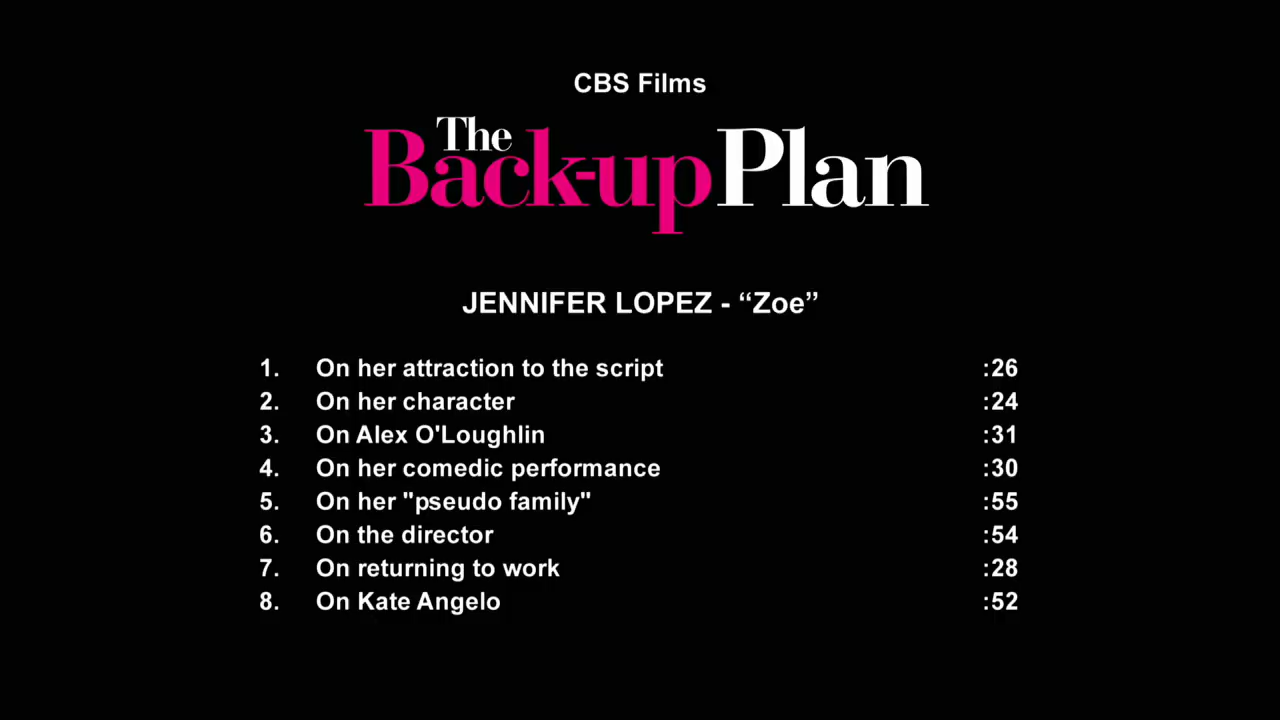 CBS Films
The
Back-up Plan
JENNIFER LOPEZ - “Zoe”
1. On her attraction to the script :26
2. On her character :24
3. On Alex O'Loughlin :31
4. On her comedic performance :30
5. On her "pseudo family" :55
6. On the director :54
7. On returning to work :28
8. On Kate Angelo :52